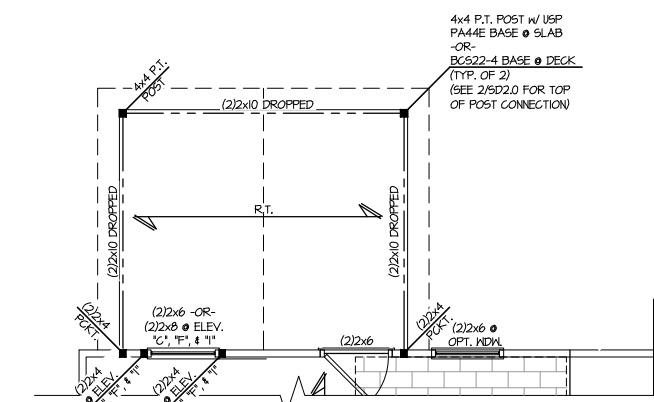 4x4 P.T. POST w/ USP
PA44E BASE @ SLAB
-OR-
BCS22-4 BASE @ DECK
(TYP. OF 2)
(SEE 2/SD2.0 FOR TOP
OF POST CONNECTION)
4x4 P.T.
POST
(2)2x10 DROPPED
(2)2x10 DROPPED
R.T.
(2)2x10 DROPPED
(2)2x4
PCKT.
(2)2x6 -OR-
(2)2x8 @ ELEV.
"C", "F", & "I"
(2)2x6
(2)2x4
PCKT.
(2)2x6 @
OPT. WDW.
(2)2x4
@ ELEV.
"F", & "I"
(2)2x4
@ ELEV.
"F", & "I"